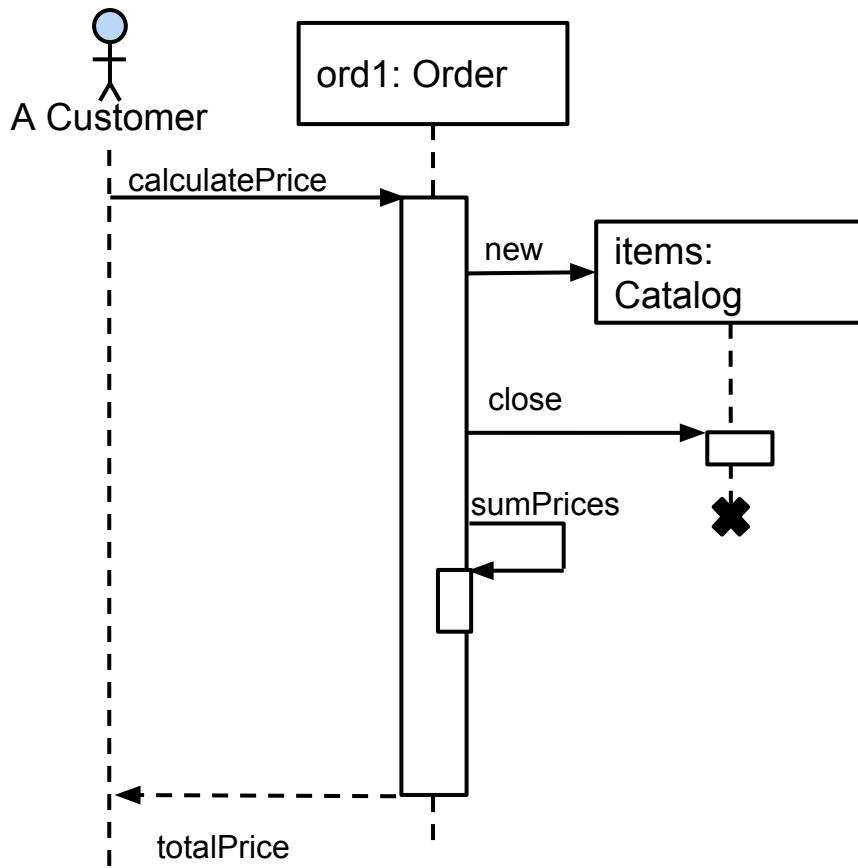 ord1: Order
A Customer
calculatePrice
new
items:
Catalog
close
sumPrices
totalPrice